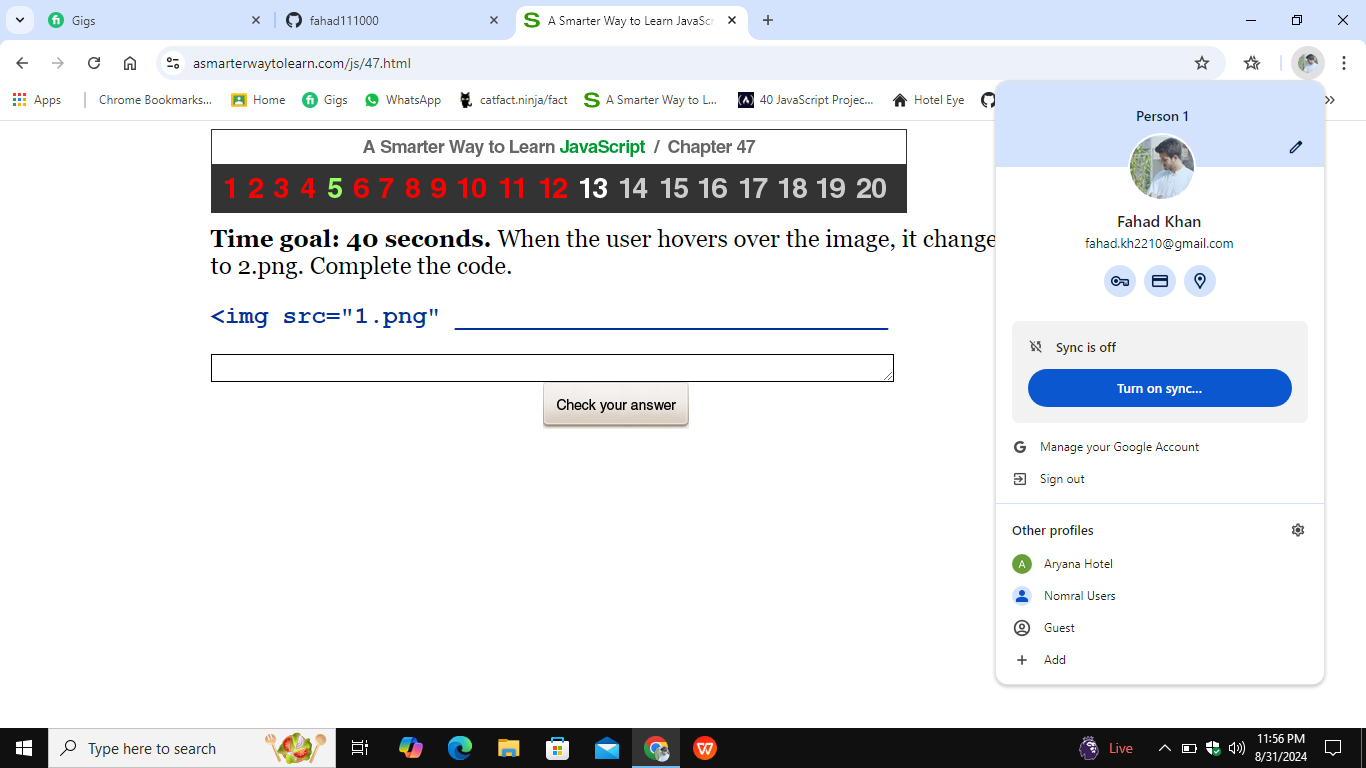 Gigs
fahad111000
A Smarter Way to Learn JavaScr
asmarterwaytolearn.com/js/47.html
Apps
Chrome Bookmarks...
Home
Gigs
WhatsApp
catfact.ninja/fact
A Smarter Way to L...
40 JavaScript Projec...
Hotel Eye
A Smarter Way to Learn JavaScript / Chapter 47
1 2 3 4 5 6 7 8 9 10 11 12 13 14 15 16 17 18 19 20
Time goal: 40 seconds. When the user hovers over the image, it change
to 2.png. Complete the code.
<img src="1.png" ______________________________
Check your answer
Person 1
Fahad Khan
fahad.kh2210@gmail.com
Sync is off
Turn on sync...
Manage your Google Account
Sign out
Other profiles
A Aryana Hotel
Nomral Users
Guest
Add
Type here to search
Live
11:56 PM
8/31/2024